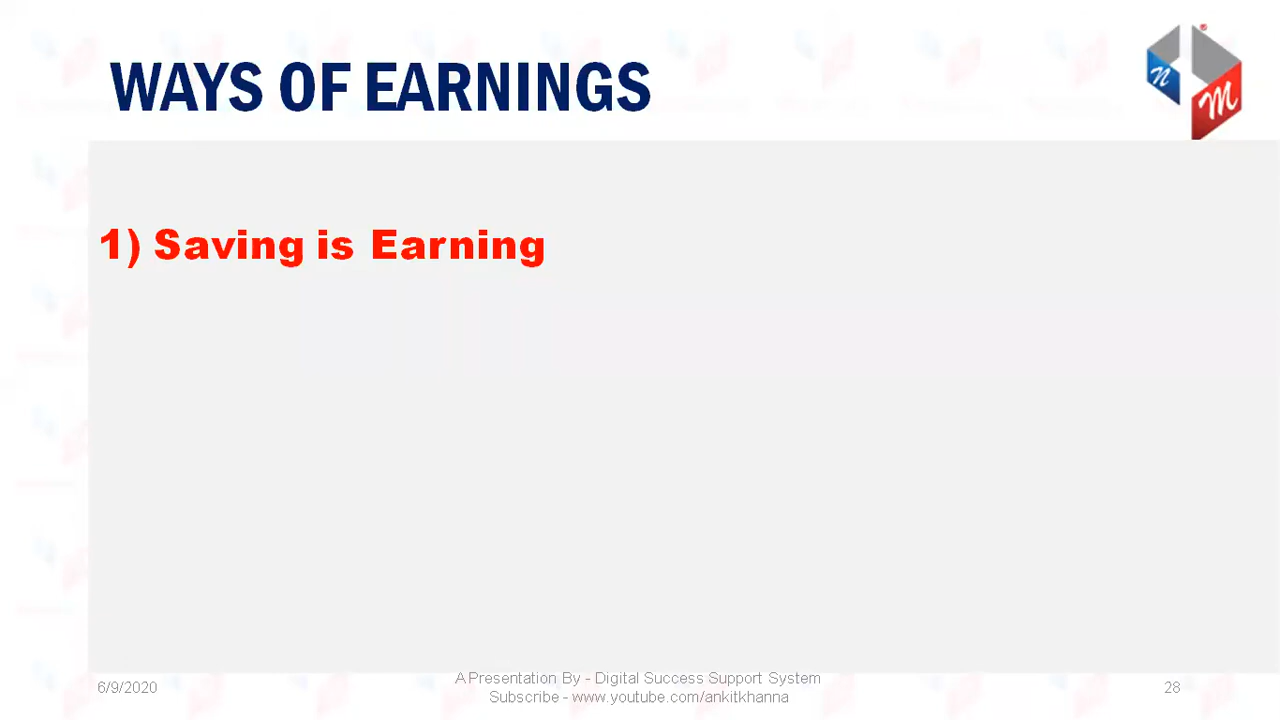 WAYS OF EARNINGS
n
M
1) Saving is Earning
6/9/2020
A Presentation By - Digital Success Support System
Subscribe - www.youtube.com/ankitkhanna
28